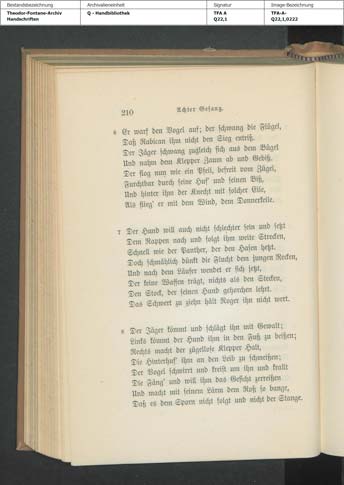 Bestandsbezeichnung
Archivalieneinheit
Signatur
Image-Bezeichnung
Theodor-Fontane-Archiv
Handschriften
Q - Handbibliothek
TFA A
Q22,1
TFA-A-
Q22,1,0222
210
Achter Gesang.
6 Er warf den Vogel auf; der schwang die Flügel,
Daß Rabican ihm nicht den Sieg entriß.
Der Jäger schwang zugleich sich aus dem Bügel
Und nahm dem Klepper Zaum ab und Gebiß.
Der flog nun wie ein Pfeil, befreit vom Zügel,
Furchtbar durch seine Huf' und seinen Biß,
Und hinter ihm der Knecht mit solcher Eile,
Als flieg' er mit dem Wind, dem Donnerkeile.
7 Der Hund will auch nicht schlechter sein und setzt
Dem Rappen nach und folgt ihm weite Strecken,
Schnell wie der Panther, der den Hasen hetzt.
Doch schmählich dünkt die Flucht dem jungen Recken,
Und nach dem Läufer wendet er sich jetzt,
Der keine Waffen trägt, nichts als den Stecken,
Den Stock, der seinen Hund gehorchen lehrt.
Das Schwert zu ziehn hält Roger ihn nicht wert.
8 Der Jäger kömmt und schlägt ihn mit Gewalt;
Links kömmt der Hund ihm in den Fuß zu beißen;
Rechts macht der zügellose Klepper Halt,
Die Hinterhuf' ihm an den Leib zu schmeißen;
Der Vogel schwirrt und kreist um ihn und krallt
Die Fäng' und will ihm das Gesicht zerreißen
Und macht mit seinem Lärm dem Roß so bange,
Daß es dem Sporn nicht folgt und nicht der Stange.